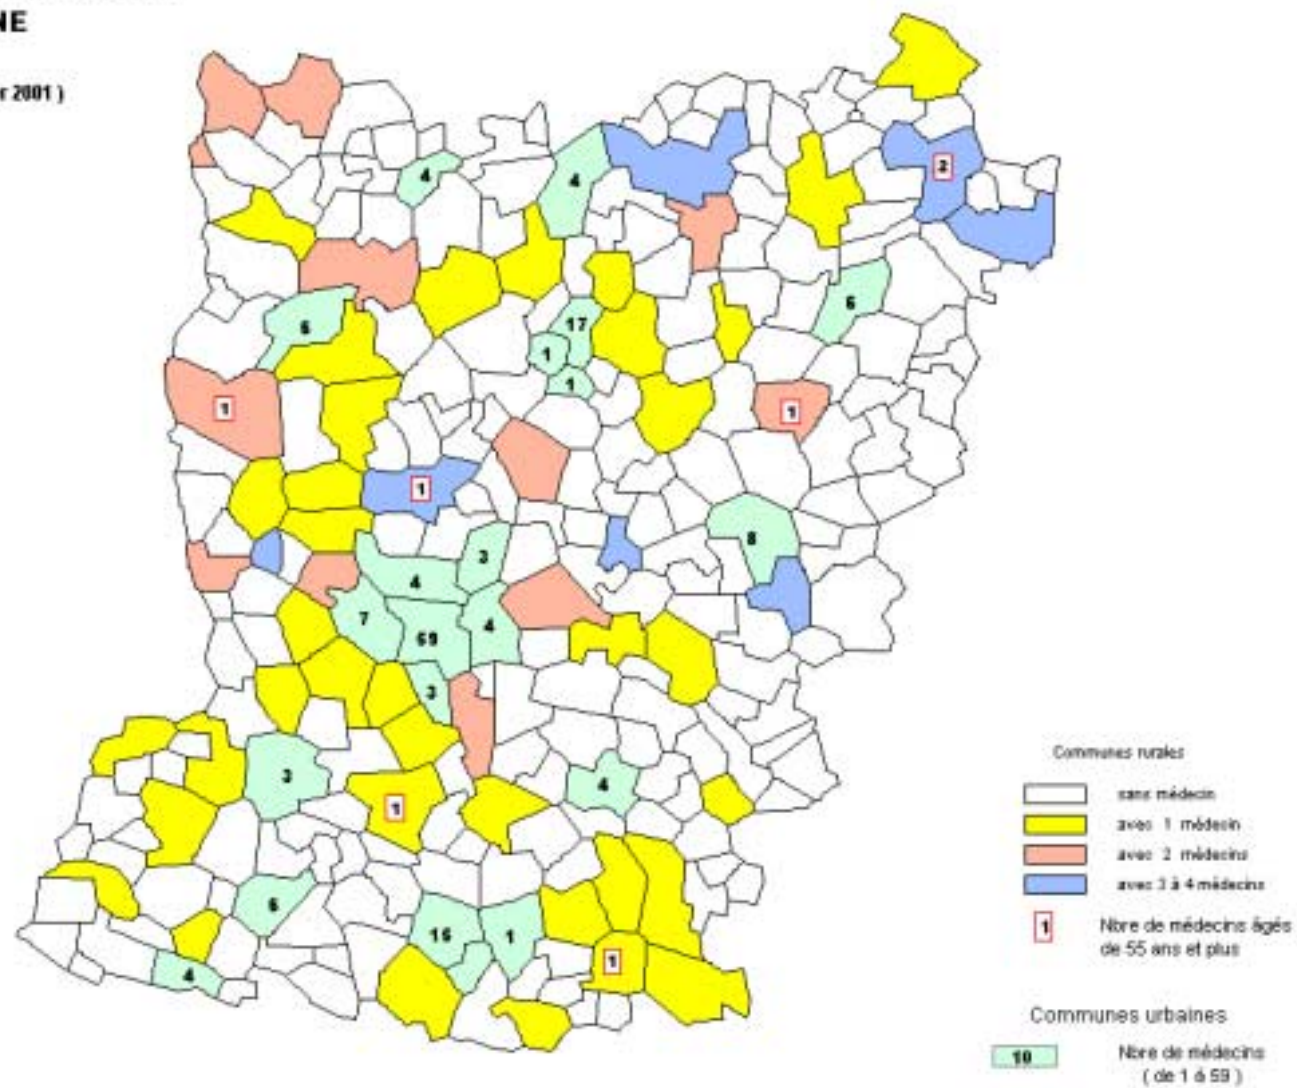 NE
r 2001 )
4
4
2
6
6
17
1
1
1
1
1
8
3
4
7
69
4
3
3
4
1
6
16
1
1
4
Communes rurales
sans médecin
avec 1 médecin
avec 2 médecins
avec 3 à 4 médecins
1 Nbre de médecins âgés
de 55 ans et plus
Communes urbaines
10 Nbre de médecins
( de 1 à 59 )